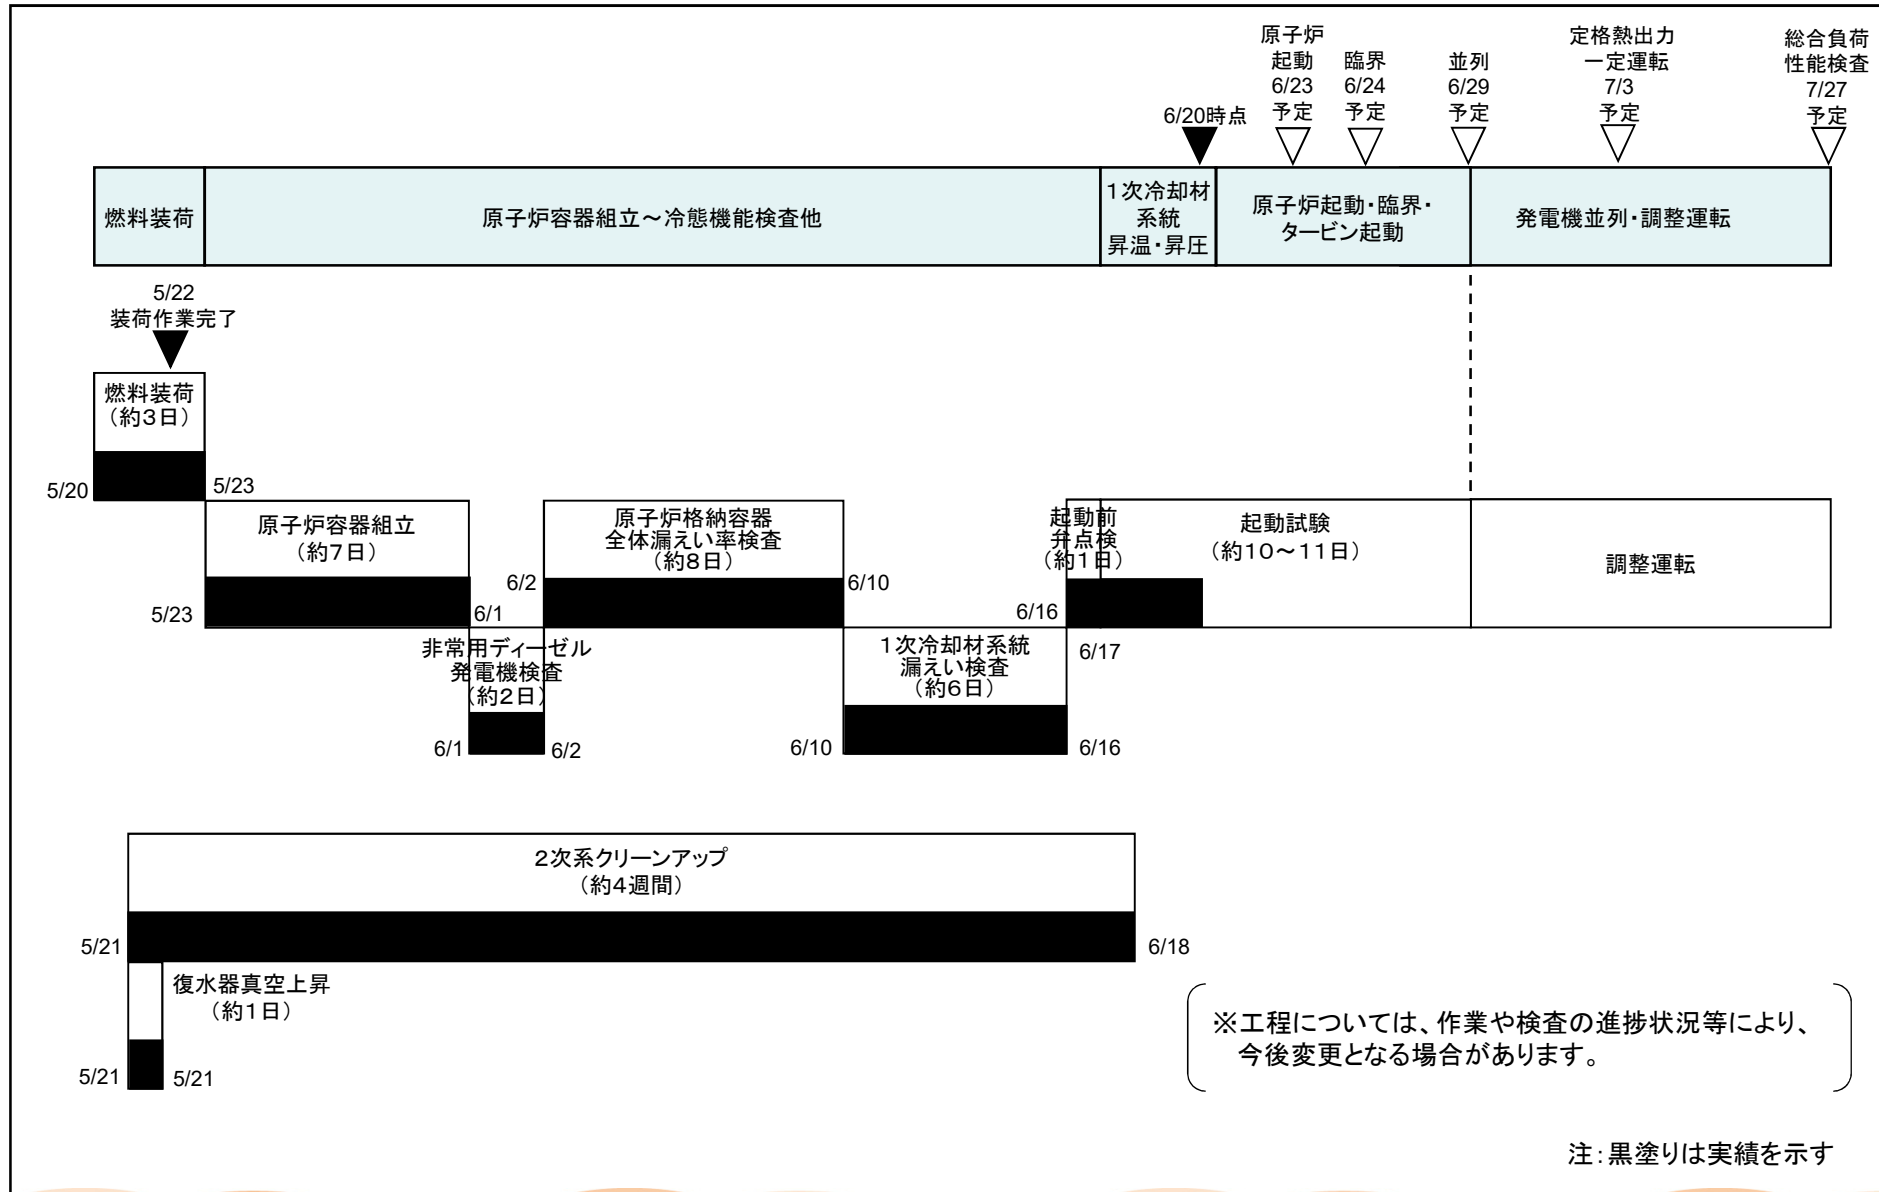 原子炉
起動
6/23
予定
臨界
6/24
予定
並列
6/29
予定
定格熱出力
一定運転
7/3
予定
総合負荷
性能検査
7/27
予定
6/20時点
燃料装荷
原子炉容器組立～冷態機能検査他
1次冷却材
系統
昇温・昇圧
原子炉起動・臨界・
タービン起動
発電機並列・調整運転
5/22
装荷作業完了
燃料装荷
（約3日）
5/20
5/23
原子炉容器組立
（約7日）
5/23
6/1
非常用ディーゼル
発電機検査
（約2日）
6/1
6/2
原子炉格納容器
全体漏えい率検査
（約8日）
6/2
6/10
1次冷却材系統
漏えい検査
（約6日）
6/10
6/16
起動前
弁点検
（約1日）
6/16
6/17
起動試験
（約10～11日）
調整運転
2次系クリーンアップ
（約4週間）
5/21
6/18
復水器真空上昇
（約1日）
5/21
5/21
※工程については、作業や検査の進捗状況等により、
今後変更となる場合があります。
注：黒塗りは実績を示す